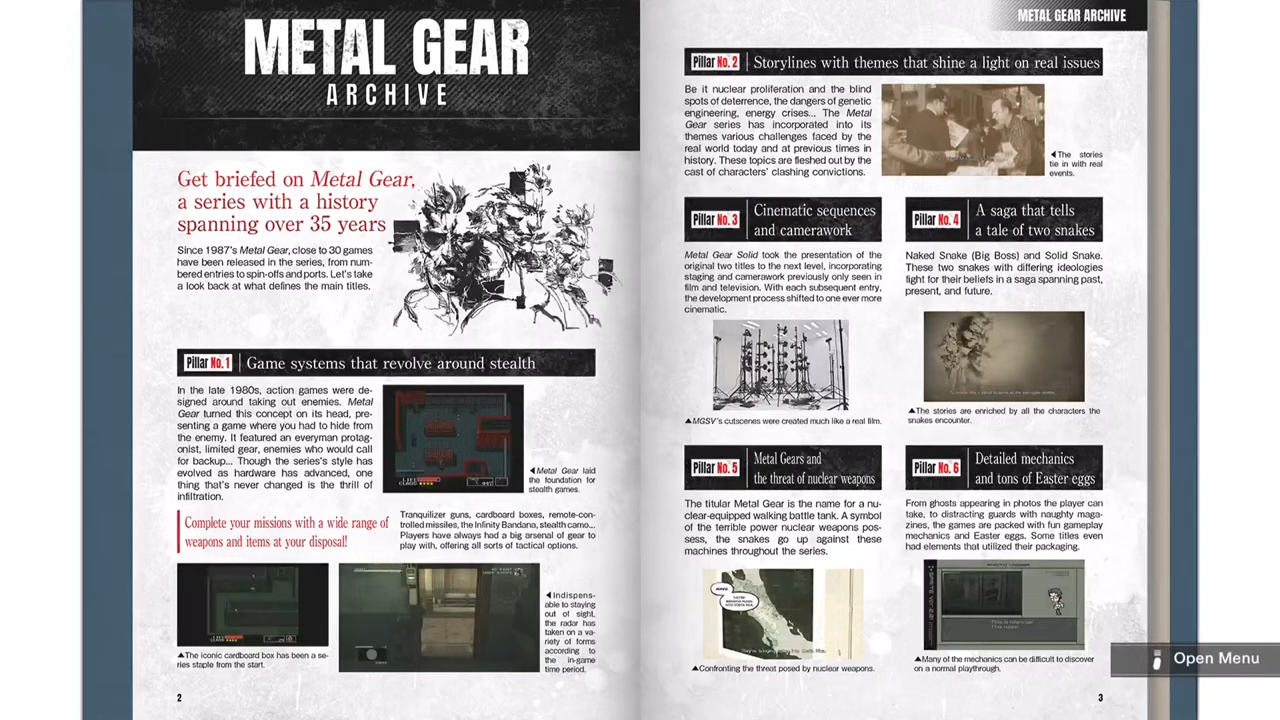 METAL GEAR
ARCHIVE
Get briefed on Metal Gear,
a series with a history
spanning over 35 years
Since 1987's Metal Gear, close to 30 games
have been released in the series, from num-
bered entries to spin-offs and ports. Let's take
a look back at what defines the main titles.
Pillar No. 1
Game systems that revolve around stealth
In the late 1980s, action games were de-
signed around taking out enemies. Metal
Gear turned this concept on its head, pre-
senting a game where you had to hide from
the enemy. It featured an everyman protag-
onist, limited gear, enemies who would call
for backup... Though the series's style has
evolved as hardware has advanced, one
thing that's never changed is the thrill of
infiltration.
LIFE
CLASS
◀Metal Gear laid
the foundation for
stealth games.
Complete your missions with a wide range of
weapons and items at your disposal!
Tranquilizer guns, cardboard boxes, remote-con-
trolled missiles, the Infinity Bandana, stealth camo...
Players have always had a big arsenal of gear to
play with, offering all sorts of tactical options.
LIFE
CLASS
▲The iconic cardboard box has been a se-
ries staple from the start.
◀Indispens-
able to staying
out of sight,
the radar has
taken on a va-
riety of forms
according to
the in-game
time period.
2
METAL GEAR ARCHIVE
Pillar No. 2
Storylines with themes that shine a light on real issues
Be it nuclear proliferation and the blind
spots of deterrence, the dangers of genetic
engineering, energy crises... The Metal
Gear series has incorporated into its
themes various challenges faced by the
real world today and at previous times in
history. These topics are fleshed out by the
cast of characters' clashing convictions.
◀The stories
tie in with real
events.
Pillar No. 3
Cinematic sequences
and camerawork
Metal Gear Solid took the presentation of the
original two titles to the next level, incorporating
staging and camerawork previously only seen in
film and television. With each subsequent entry,
the development process shifted to one ever more
cinematic.
▲MGSV's cutscenes were created much like a real film.
Pillar No. 4
A saga that tells
a tale of two snakes
Naked Snake (Big Boss) and Solid Snake.
These two snakes with differing ideologies
fight for their beliefs in a saga spanning past,
present, and future.
▲The stories are enriched by all the characters the
snakes encounter.
Pillar No. 5
Metal Gears and
the threat of nuclear weapons
The titular Metal Gear is the name for a nu-
clear-equipped walking battle tank. A symbol
of the terrible power nuclear weapons pos-
sess, the snakes go up against these
machines throughout the series.
▲Confronting the threat posed by nuclear weapons.
Pillar No. 6
Detailed mechanics
and tons of Easter eggs
From ghosts appearing in photos the player can
take, to distracting guards with naughty maga-
zines, the games are packed with fun gameplay
mechanics and Easter eggs. Some titles even
had elements that utilized their packaging.
▲Many of the mechanics can be difficult to discover
on a normal playthrough.
3
Open Menu